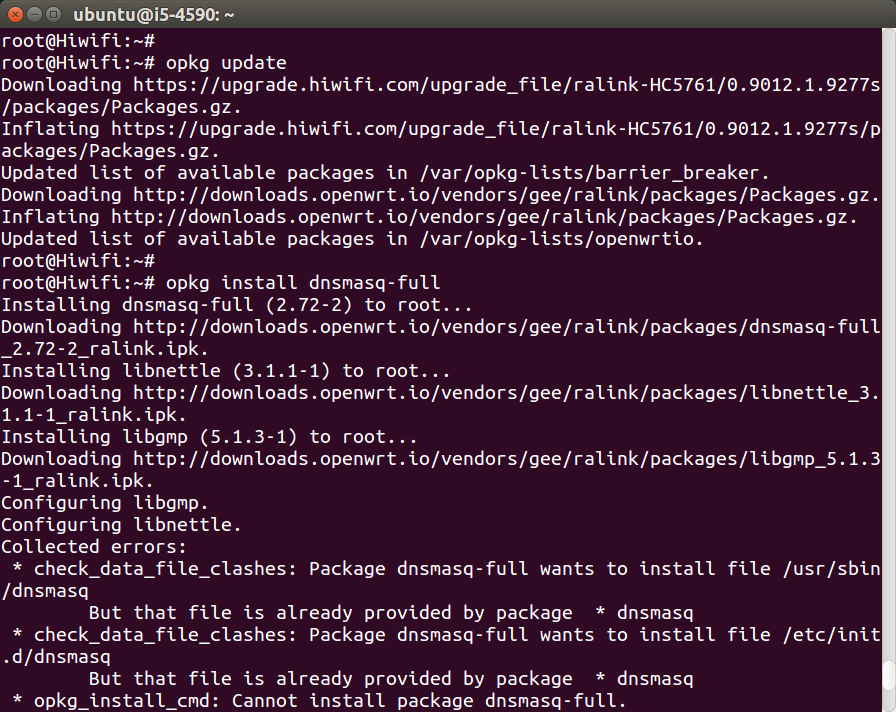 ubuntu@i5-4590: ~
root@Hiwifi:~#
root@Hiwifi:~# opkg update
Downloading https://upgrade.hiwifi.com/upgrade_file/ralink-HC5761/0.9012.1.9277s
/packages/Packages.gz.
Inflating https://upgrade.hiwifi.com/upgrade_file/ralink-HC5761/0.9012.1.9277s/p
ackages/Packages.gz.
Updated list of available packages in /var/opkg-lists/barrier_breaker.
Downloading http://downloads.openwrt.io/vendors/gee/ralink/packages/Packages.gz.
Inflating http://downloads.openwrt.io/vendors/gee/ralink/packages/Packages.gz.
Updated list of available packages in /var/opkg-lists/openwrtio.
root@Hiwifi:~#
root@Hiwifi:~# opkg install dnsmasq-full
Installing dnsmasq-full (2.72-2) to root...
Downloading http://downloads.openwrt.io/vendors/gee/ralink/packages/dnsmasq-full
_2.72-2_ralink.ipk.
Installing libnettle (3.1.1-1) to root...
Downloading http://downloads.openwrt.io/vendors/gee/ralink/packages/libnettle_3.
1.1-1_ralink.ipk.
Installing libgmp (5.1.3-1) to root...
Downloading http://downloads.openwrt.io/vendors/gee/ralink/packages/libgmp_5.1.3
-1_ralink.ipk.
Configuring libgmp.
Configuring libnettle.
Collected errors:
 * check_data_file_clashes: Package dnsmasq-full wants to install file /usr/sbin
/dnsmasq
        But that file is already provided by package  * dnsmasq
 * check_data_file_clashes: Package dnsmasq-full wants to install file /etc/init
.d/dnsmasq
        But that file is already provided by package  * dnsmasq
 * opkg_install_cmd: Cannot install package dnsmasq-full.